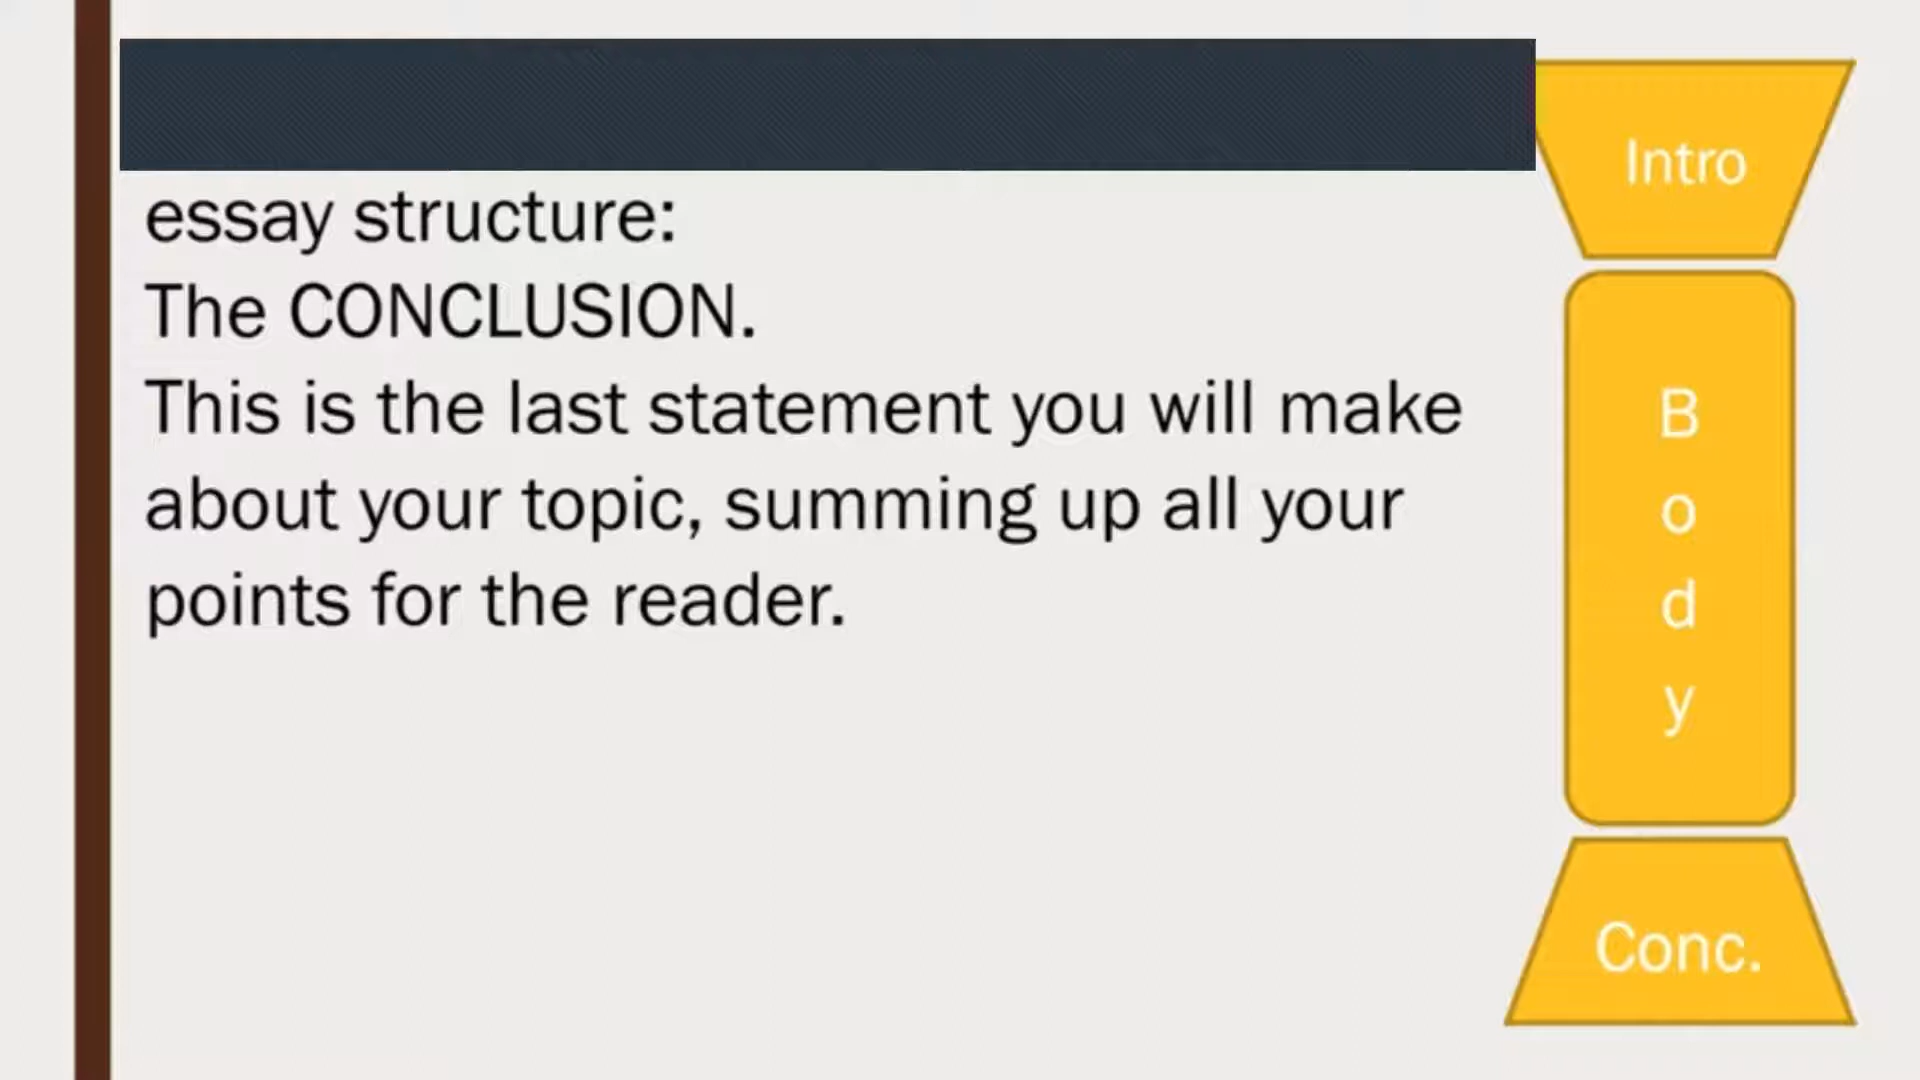 essay structure:
The CONCLUSION.
This is the last statement you will make
about your topic, summing up all your
points for the reader.
Intro
B
o
d
y
Conc.